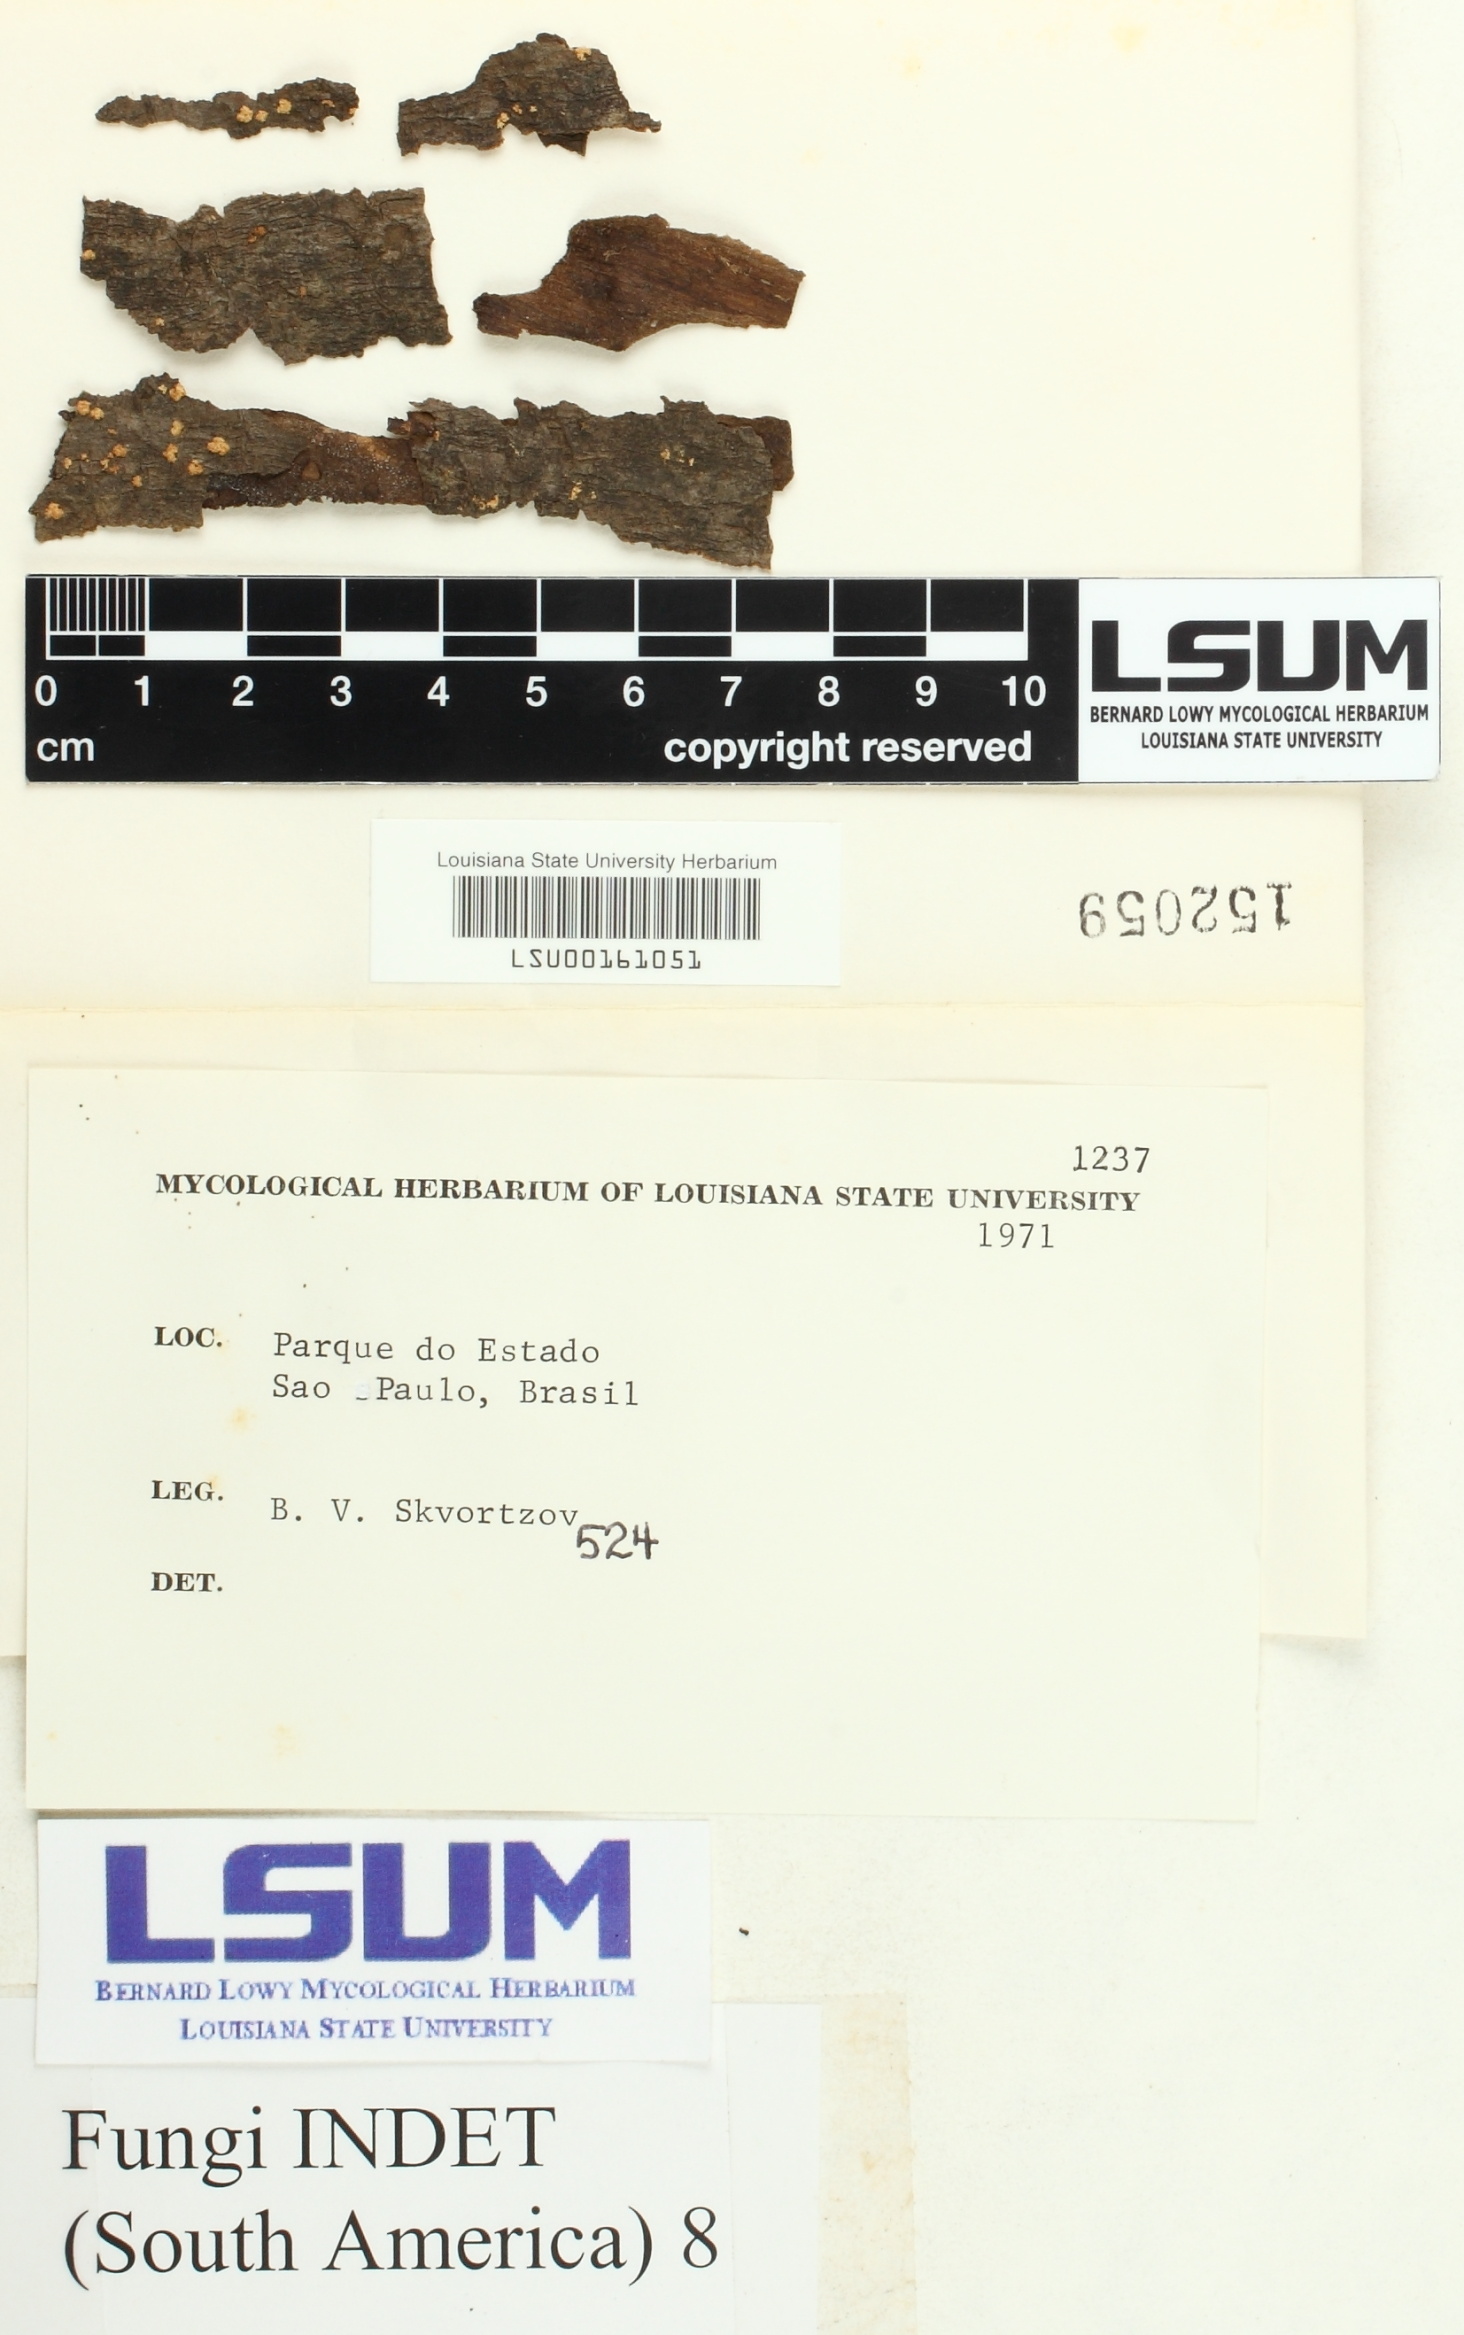 0 1 2 3 4 5 6 7 8 9 10
cm copyright reserved
LSUM
BERNARD LOWY MYCOLOGICAL HERBARIUM
LOUISIANA STATE UNIVERSITY
Louisiana State University Herbarium
LSU00161051
152059
1237
MYCOLOGICAL HERBARIUM OF LOUISIANA STATE UNIVERSITY
1971
LOC. Parque do Estado
Sao Paulo, Brasil
LEG. B. V. Skvortzov
524
DET.
LSUM
BERNARD LOWY MYCOLOGICAL HERBARIUM
LOUISIANA STATE UNIVERSITY
Fungi INDET
(South America) 8